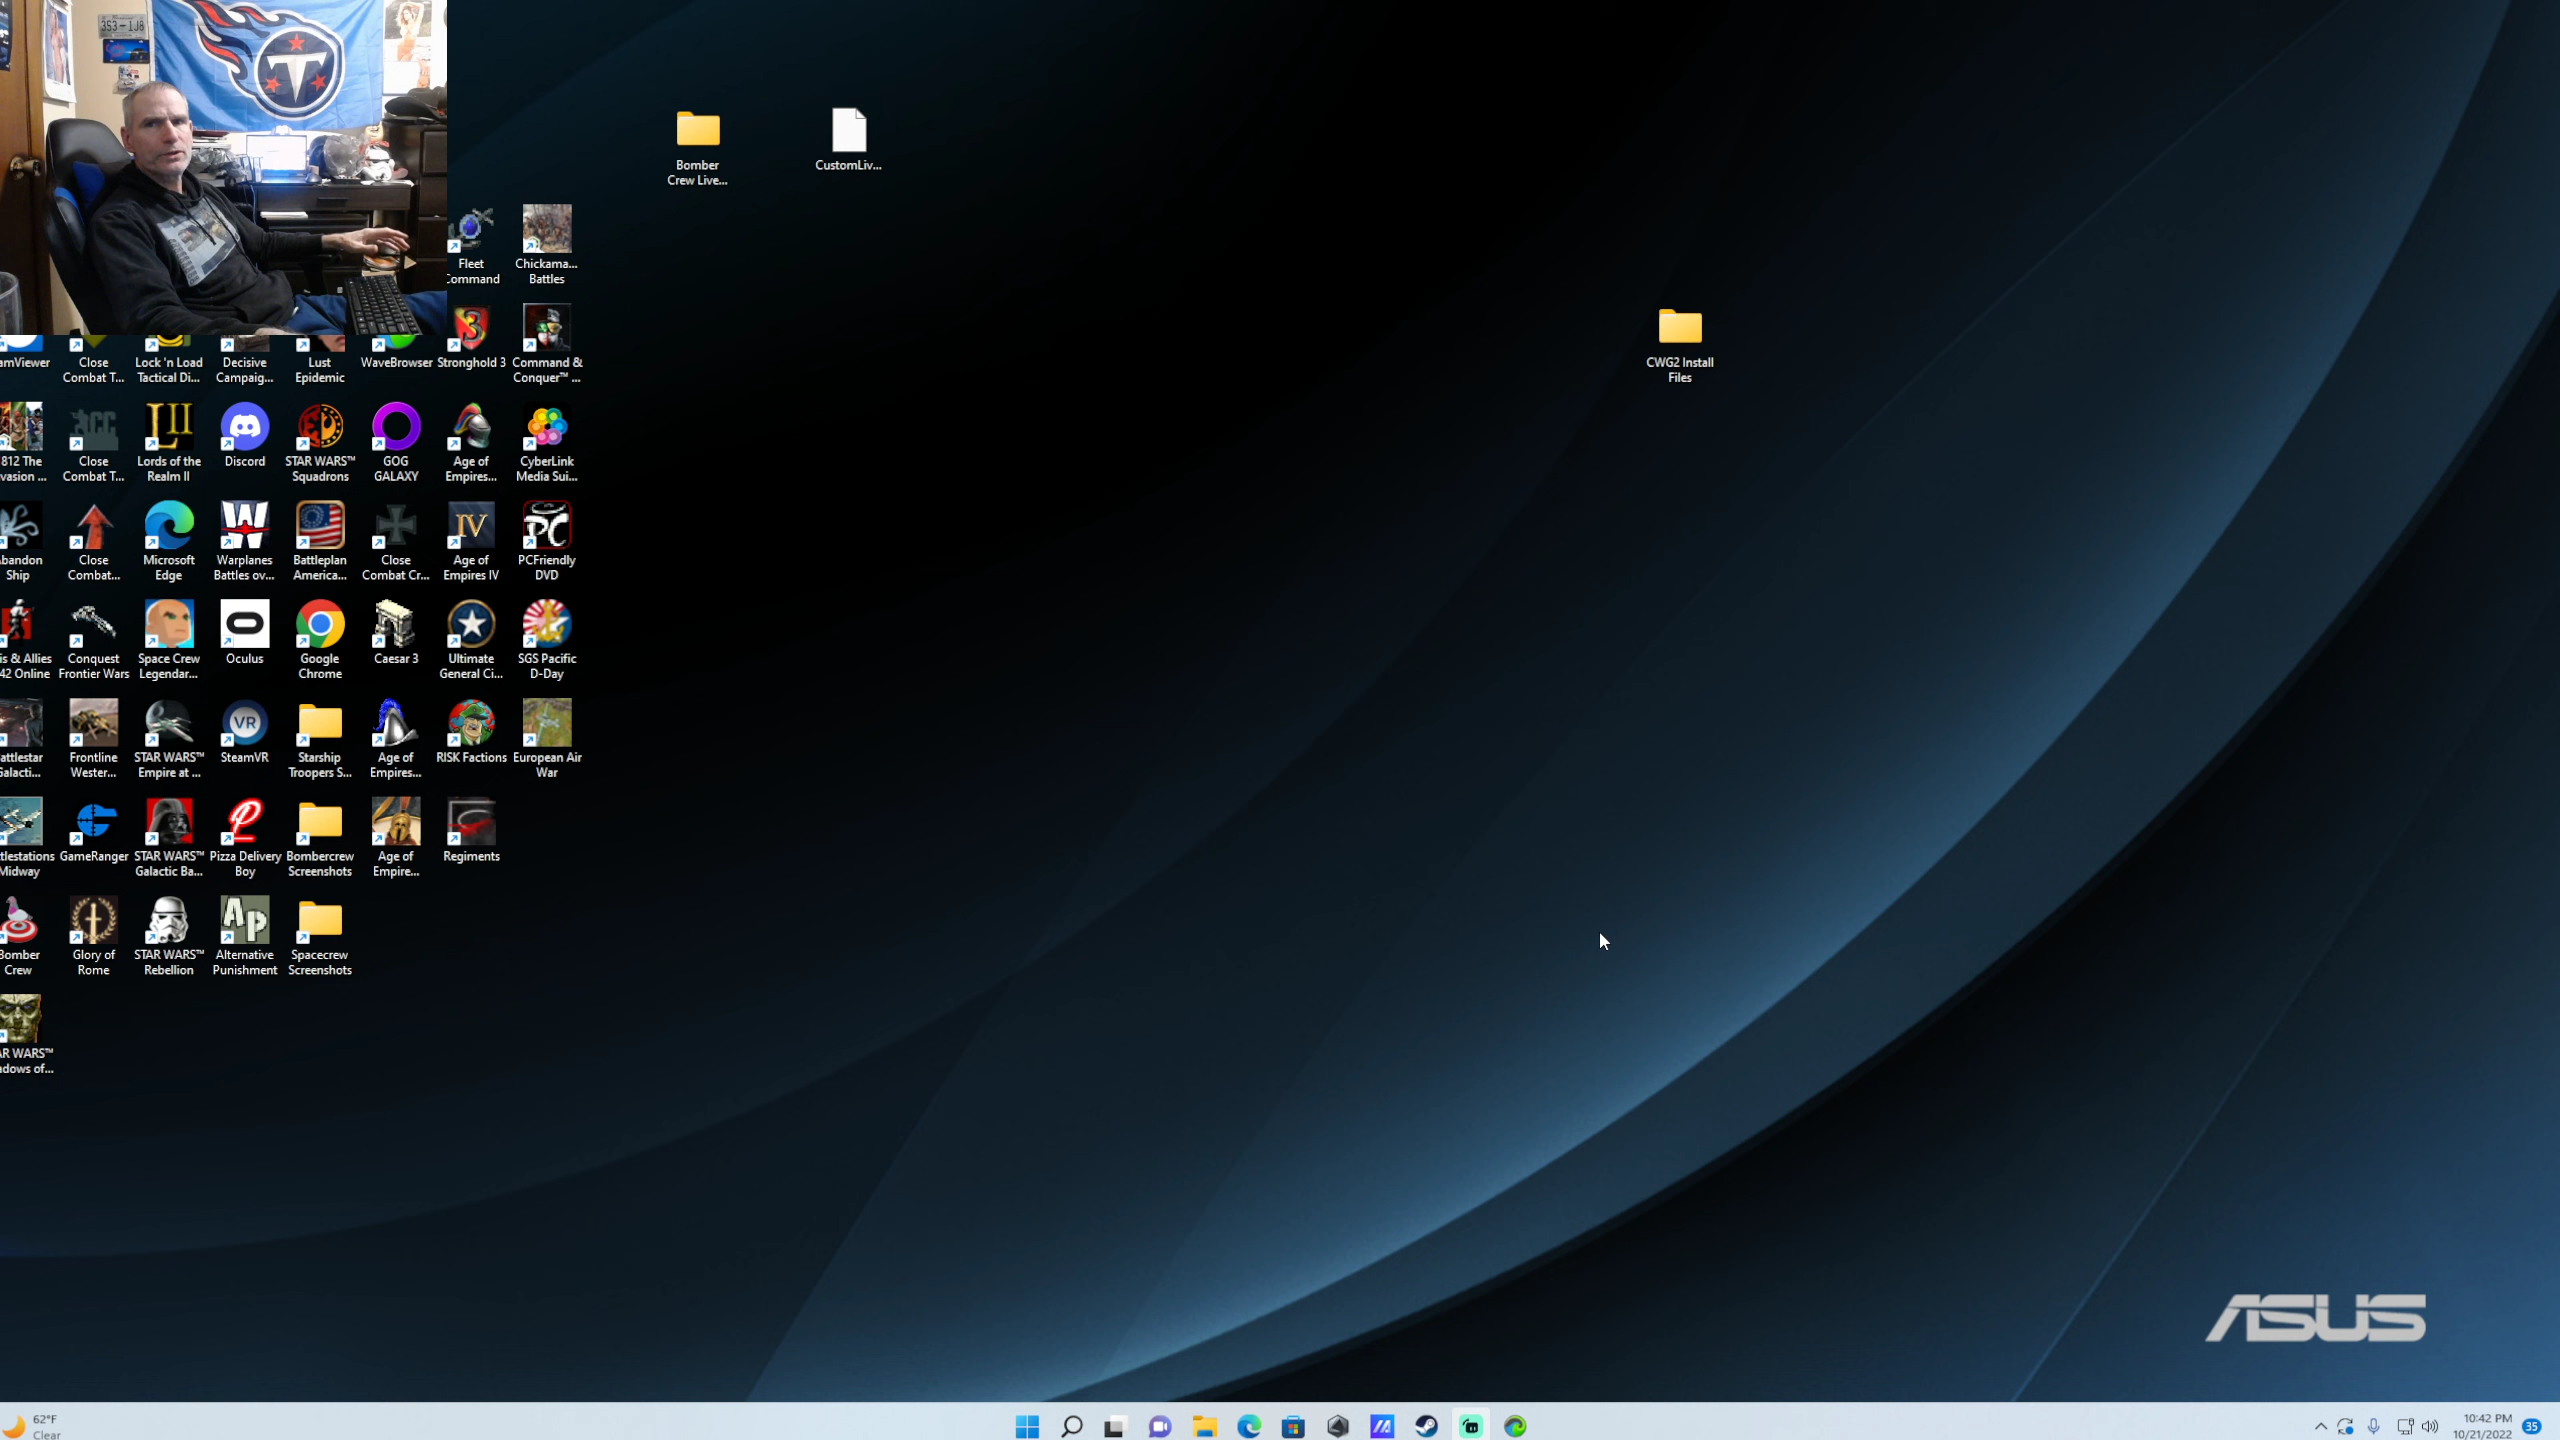 3S3-1J8
T
Bomber
Crew Live...
CustomLiv...
Fleet
Command
Chickama...
Battles
CWG2 Install
Files
amViewer
Close
Combat T...
Lock 'n Load
Tactical Di...
Decisive
Campaig...
Lust
Epidemic
WaveBrowser
Stronghold 3
Command &
Conquer™ ...
812 The
vasion ...
Close
Combat T...
Lords of the
Realm II
Discord
STAR WARS™
Squadrons
GOG
GALAXY
Age of
Empires...
CyberLink
Media Sui...
bandon
Ship
Close
Combat...
Microsoft
Edge
Warplanes
Battles ov...
Battleplan
America...
Close
Combat Cr...
Age of
Empires IV
PCFriendly
DVD
is & Allies
42 Online
Conquest
Frontier Wars
Space Crew
Legendar...
Oculus
Google
Chrome
Caesar 3
Ultimate
General Ci...
SGS Pacific
D-Day
attlestar
Galacti...
Frontline
Wester...
STAR WARS™
Empire at ...
SteamVR
Starship
Troopers S...
Age of
Empires...
RISK Factions
European Air
War
tlestations
Midway
GameRanger
STAR WARS™
Galactic Ba...
Pizza Delivery
Boy
Bombercrew
Screenshots
Age of
Empire...
Regiments
Bomber
Crew
Glory of
Rome
STAR WARS™
Rebellion
Alternative
Punishment
Spacecrew
Screenshots
AR WARS™
adows of...
ASUS
62°F
Clear
10:42 PM
10/21/2022
35